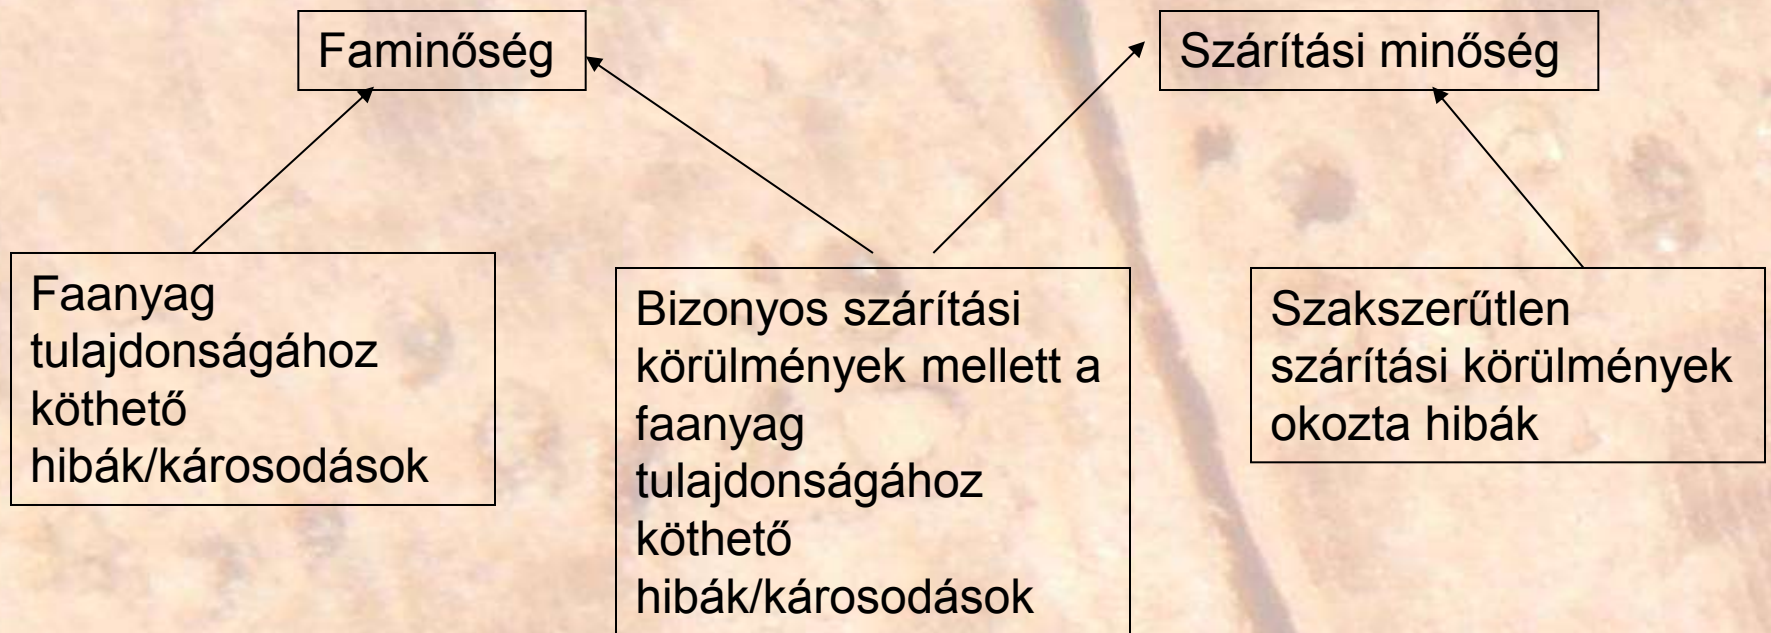 Faminőség
Szárítási minőség
Faanyag
tulajdonságához
köthető
hibák/károsodások
Bizonyos szárítási
körülmények mellett a
faanyag
tulajdonságához
köthető
hibák/károsodások
Szakszerűtlen
szárítási körülmények
okozta hibák